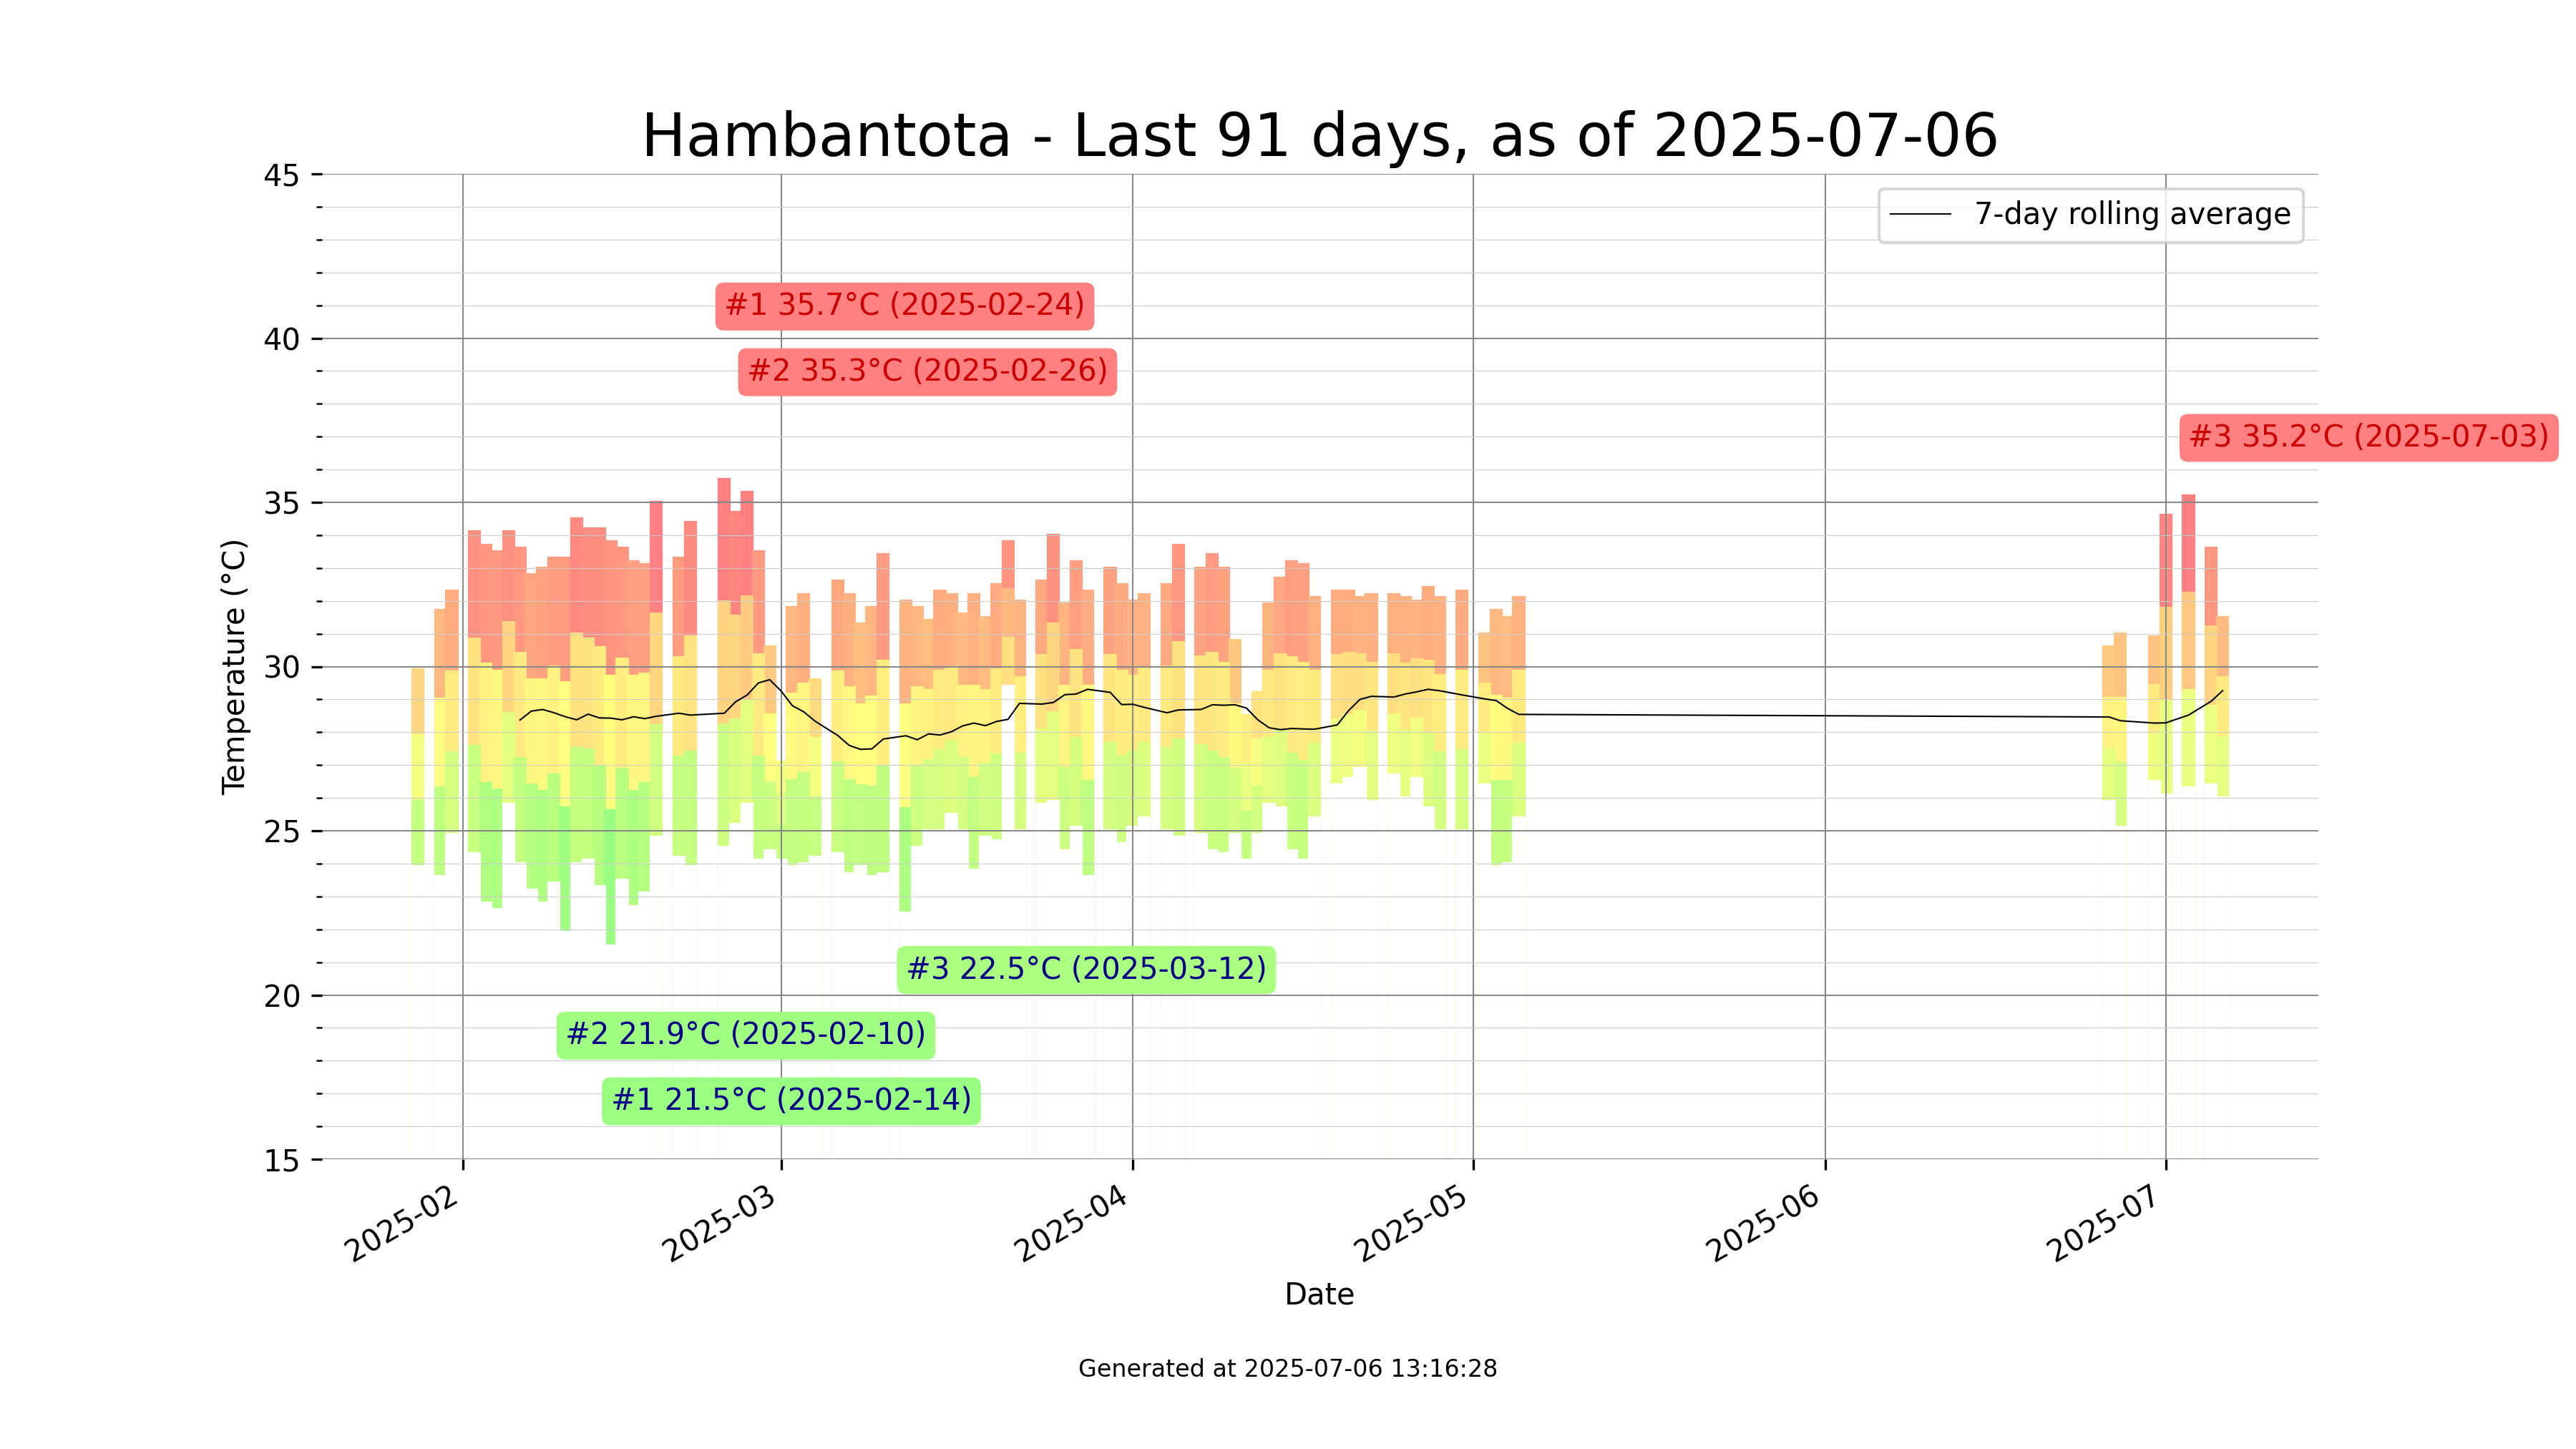 Hambantota - Last 91 days, as of 2025-07-06
45
7-day rolling average
#1 35.7°C (2025-02-24)
40
#2 35.3°C (2025-02-26)
#3 35.2°C (2025-07-03)
35
Temperature (°C)
30
25
#3 22.5°C (2025-03-12)
20
#2 21.9°C (2025-02-10)
#1 21.5°C (2025-02-14)
15
2025-02
2025-03
2025-04
2025-05
2025-06
2025-07
Date
Generated at 2025-07-06 13:16:28